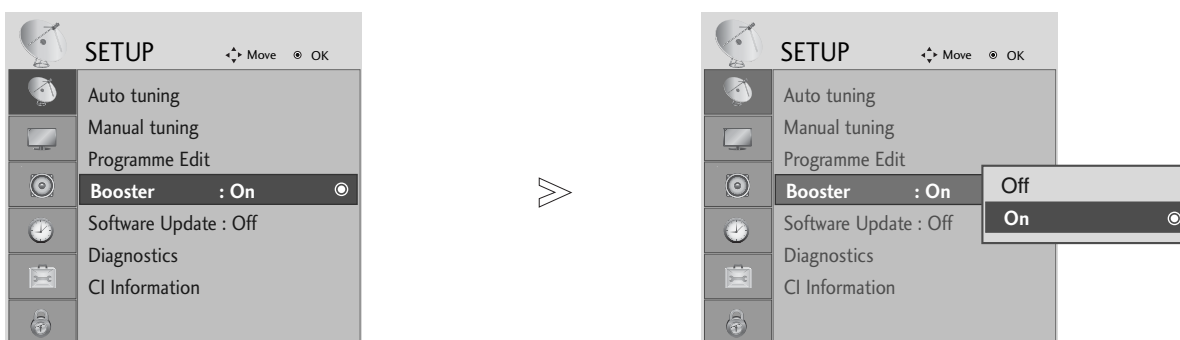 SETUP Move OK
Auto tuning
Manual tuning
Programme Edit
Booster : On
Software Update : Off
Diagnostics
CI Information
SETUP Move OK
Auto tuning
Manual tuning
Programme Edit
Booster : On
Software Update : Off
Diagnostics
CI Information
Off
On